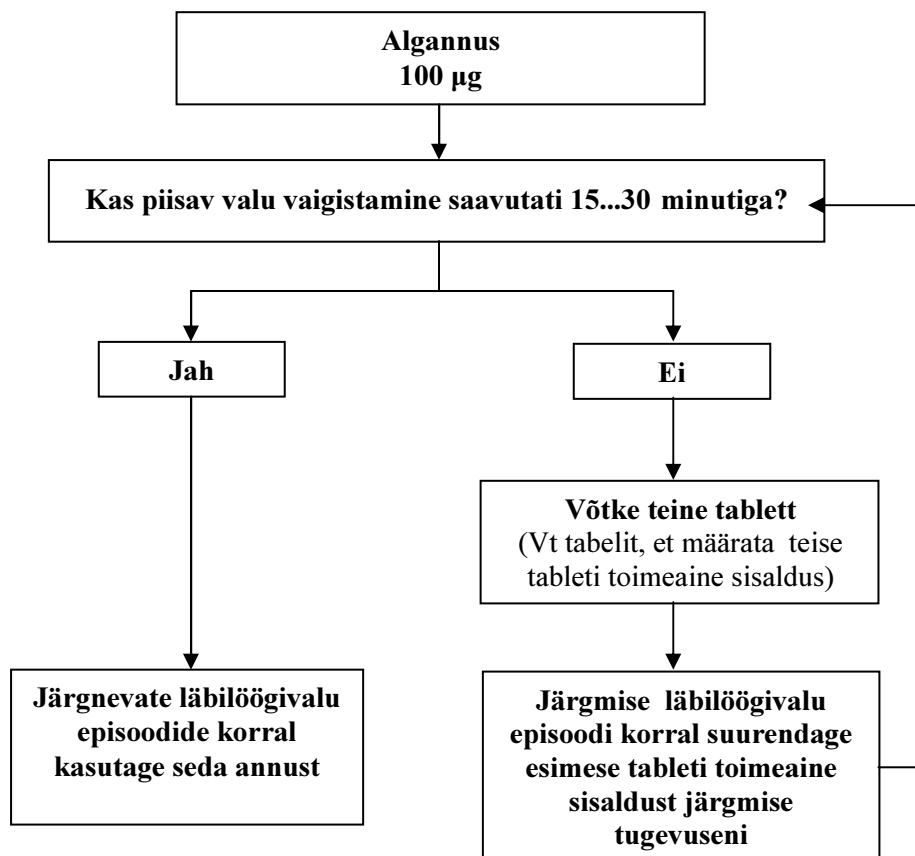 Algannus
100 µg
Kas piisav valu vaigistamine saavutati 15...30 minutiga?
Jah
Ei
Võtke teine tablett
(Vt tabelit, et määrata teise
tableti toimeaine sisaldus)
Järgnevate läbilöögivalu
episoodide korral
kasutage seda annust
Järgmise läbilöögivalu
episoodi korral suurendage
esimese tableti toimeaine
sisaldust järgmise
tugevuseni